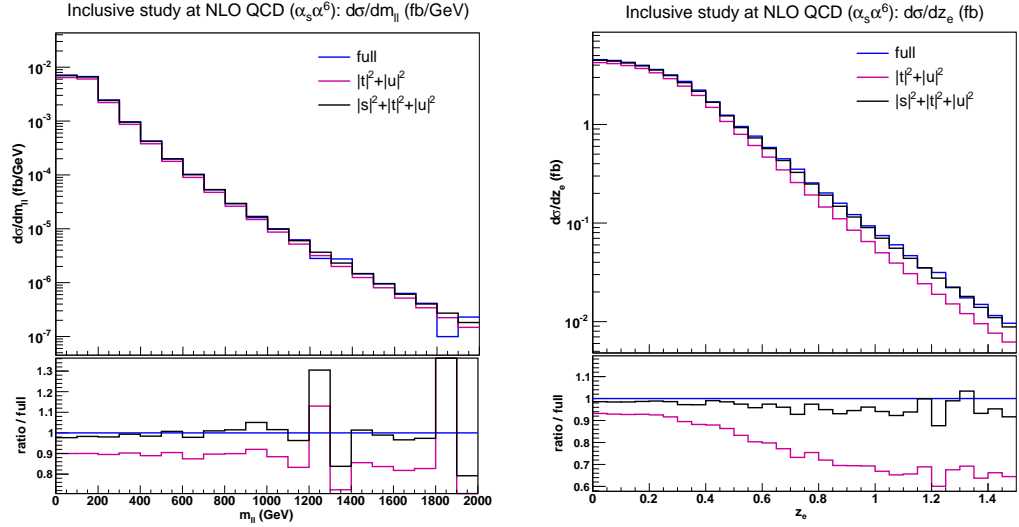 Inclusive study at NLO QCD (αₛα⁶): dσ/dmₗₗ (fb/GeV)
full
|t|²+|u|²
|s|²+|t|²+|u|²
dσ/dmₗₗ (fb/GeV)
10⁻²
10⁻³
10⁻⁴
10⁻⁵
10⁻⁶
10⁻⁷
ratio / full
1.3
1.2
1.1
1
0.9
0.8
0 200 400 600 800 1000 1200 1400 1600 1800 2000
mₗₗ (GeV)
Inclusive study at NLO QCD (αₛα⁶): dσ/dzₑ (fb)
full
|t|²+|u|²
|s|²+|t|²+|u|²
dσ/dzₑ (fb)
1
10⁻¹
10⁻²
ratio / full
1.1
1
0.9
0.8
0.7
0.6
0 0.2 0.4 0.6 0.8 1 1.2 1.4
zₑ